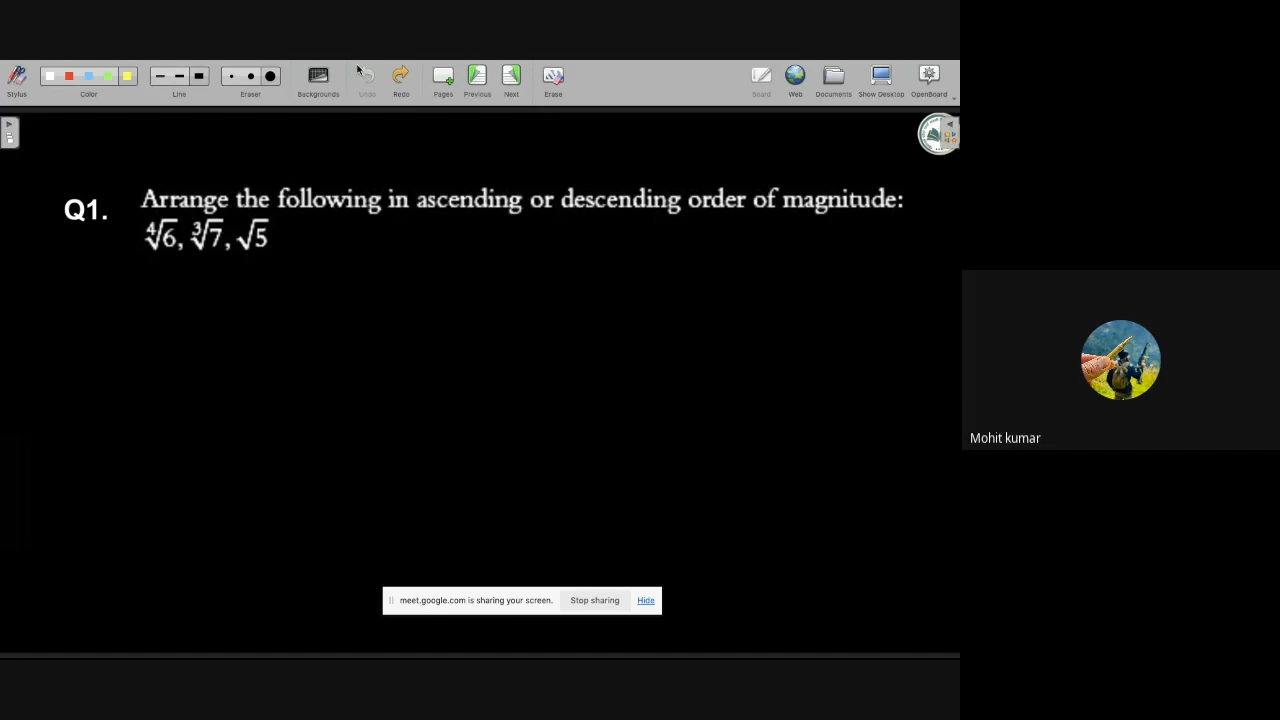 Stylus Color Line Eraser Backgrounds Undo Redo Pages Previous Next Erase Board Web Documents Show Desktop OpenBoard
Q1. Arrange the following in ascending or descending order of magnitude:
∜6, ∛7, √5
Mohit kumar
meet.google.com is sharing your screen. Stop sharing Hide